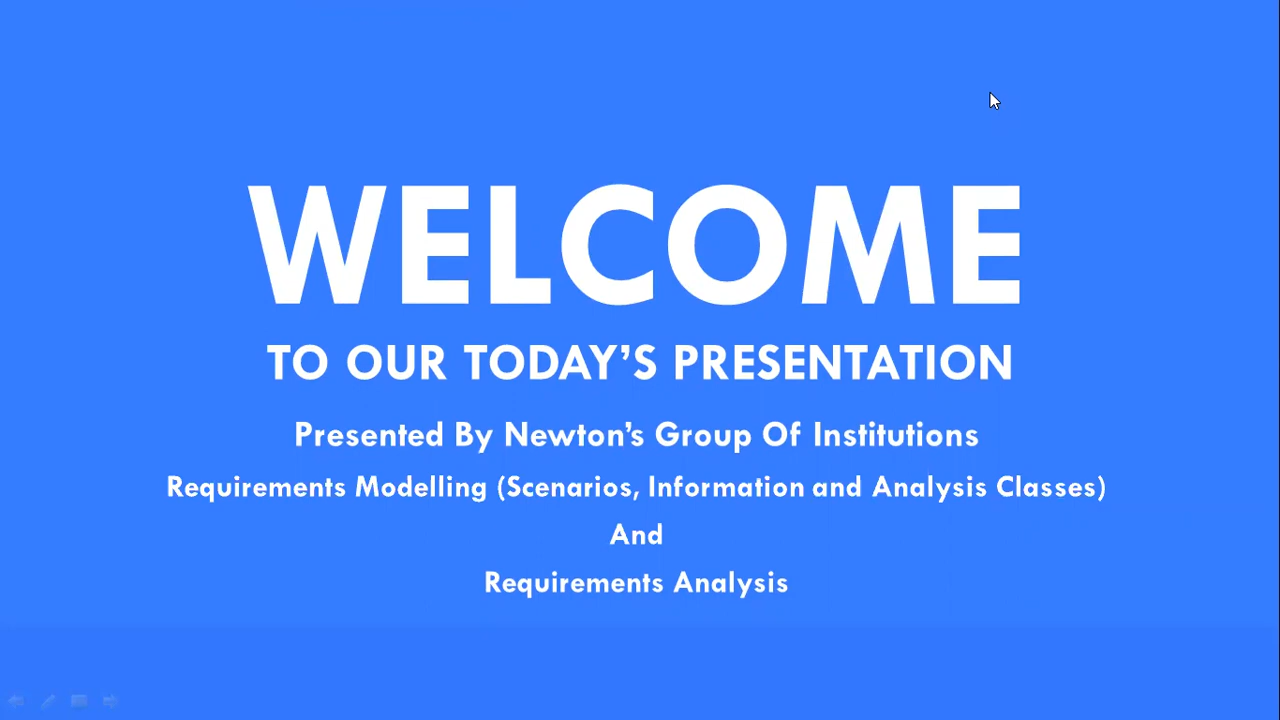 WELCOME
TO OUR TODAY’S PRESENTATION
Presented By Newton’s Group Of Institutions
Requirements Modelling (Scenarios, Information and Analysis Classes)
And
Requirements Analysis